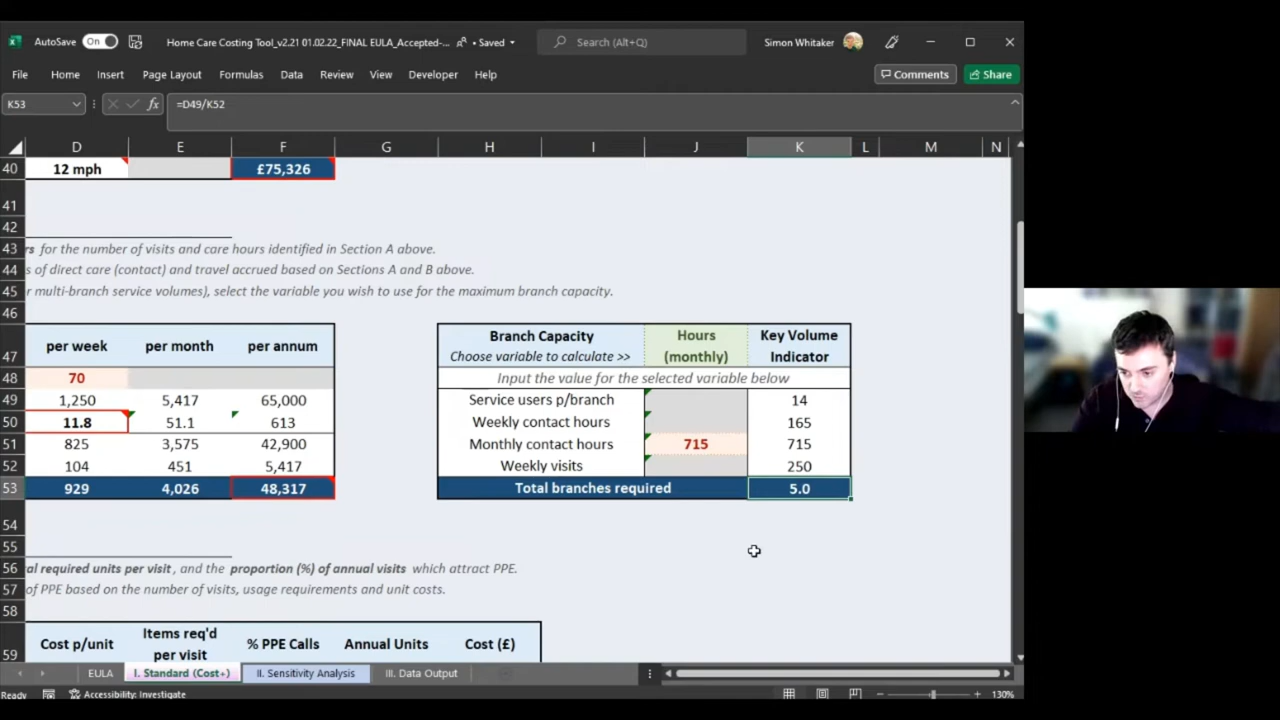 AutoSave On Home Care Costing Tool_v2.21 01.02.22_FINAL EULA_Accepted-... • Saved Search (Alt+Q) Simon Whitaker
File Home Insert Page Layout Formulas Data Review View Developer Help Comments Share
K53 fx =D49/K52
D E F G H I J K L M N
40 12 mph £75,326
41
42
43 rs for the number of visits and care hours identified in Section A above.
44 s of direct care (contact) and travel accrued based on Sections A and B above.
45 r multi-branch service volumes), select the variable you wish to use for the maximum branch capacity.
46
47 per week per month per annum Branch Capacity Hours Key Volume
Choose variable to calculate >> (monthly) Indicator
48 70 Input the value for the selected variable below
49 1,250 5,417 65,000 Service users p/branch 14
50 11.8 51.1 613 Weekly contact hours 165
51 825 3,575 42,900 Monthly contact hours 715 715
52 104 451 5,417 Weekly visits 250
53 929 4,026 48,317 Total branches required 5.0
54
55
56 al required units per visit, and the proportion (%) of annual visits which attract PPE.
57 of PPE based on the number of visits, usage requirements and unit costs.
58
59 Cost p/unit Items req'd per visit % PPE Calls Annual Units Cost (£)
EULA I. Standard (Cost+) II. Sensitivity Analysis III. Data Output
Ready Accessibility: Investigate 130%